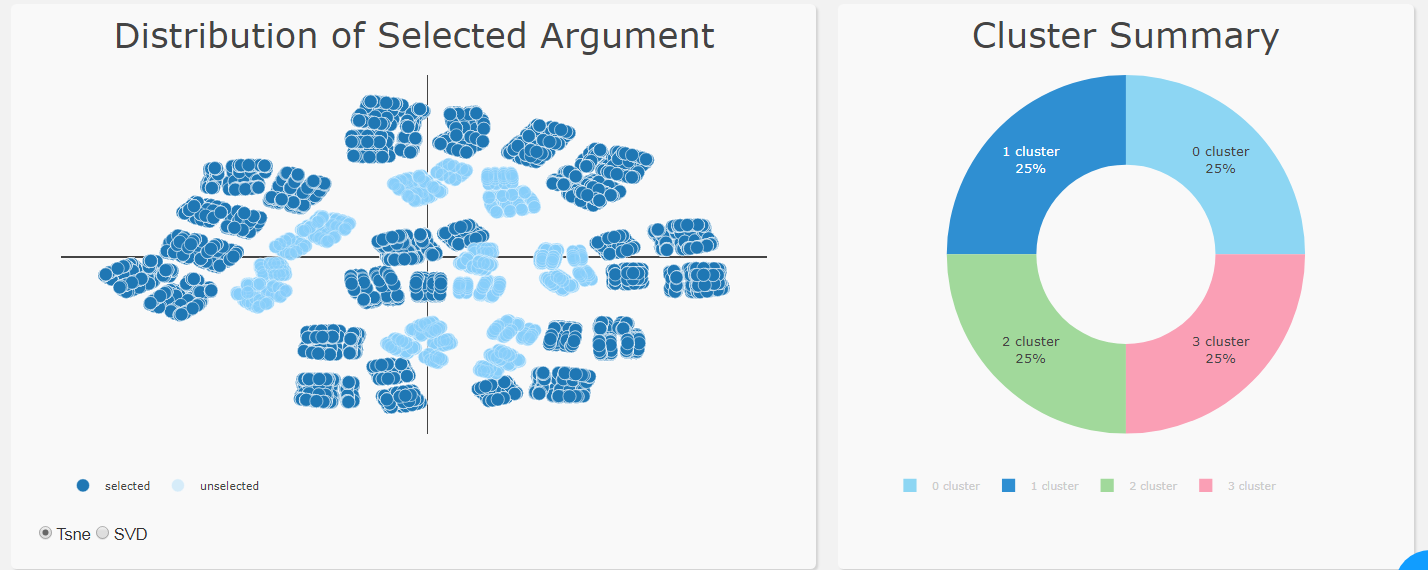 Distribution of Selected Argument
selected
unselected
Tsne
SVD
Cluster Summary
1 cluster
25%
0 cluster
25%
2 cluster
25%
3 cluster
25%
0 cluster
1 cluster
2 cluster
3 cluster